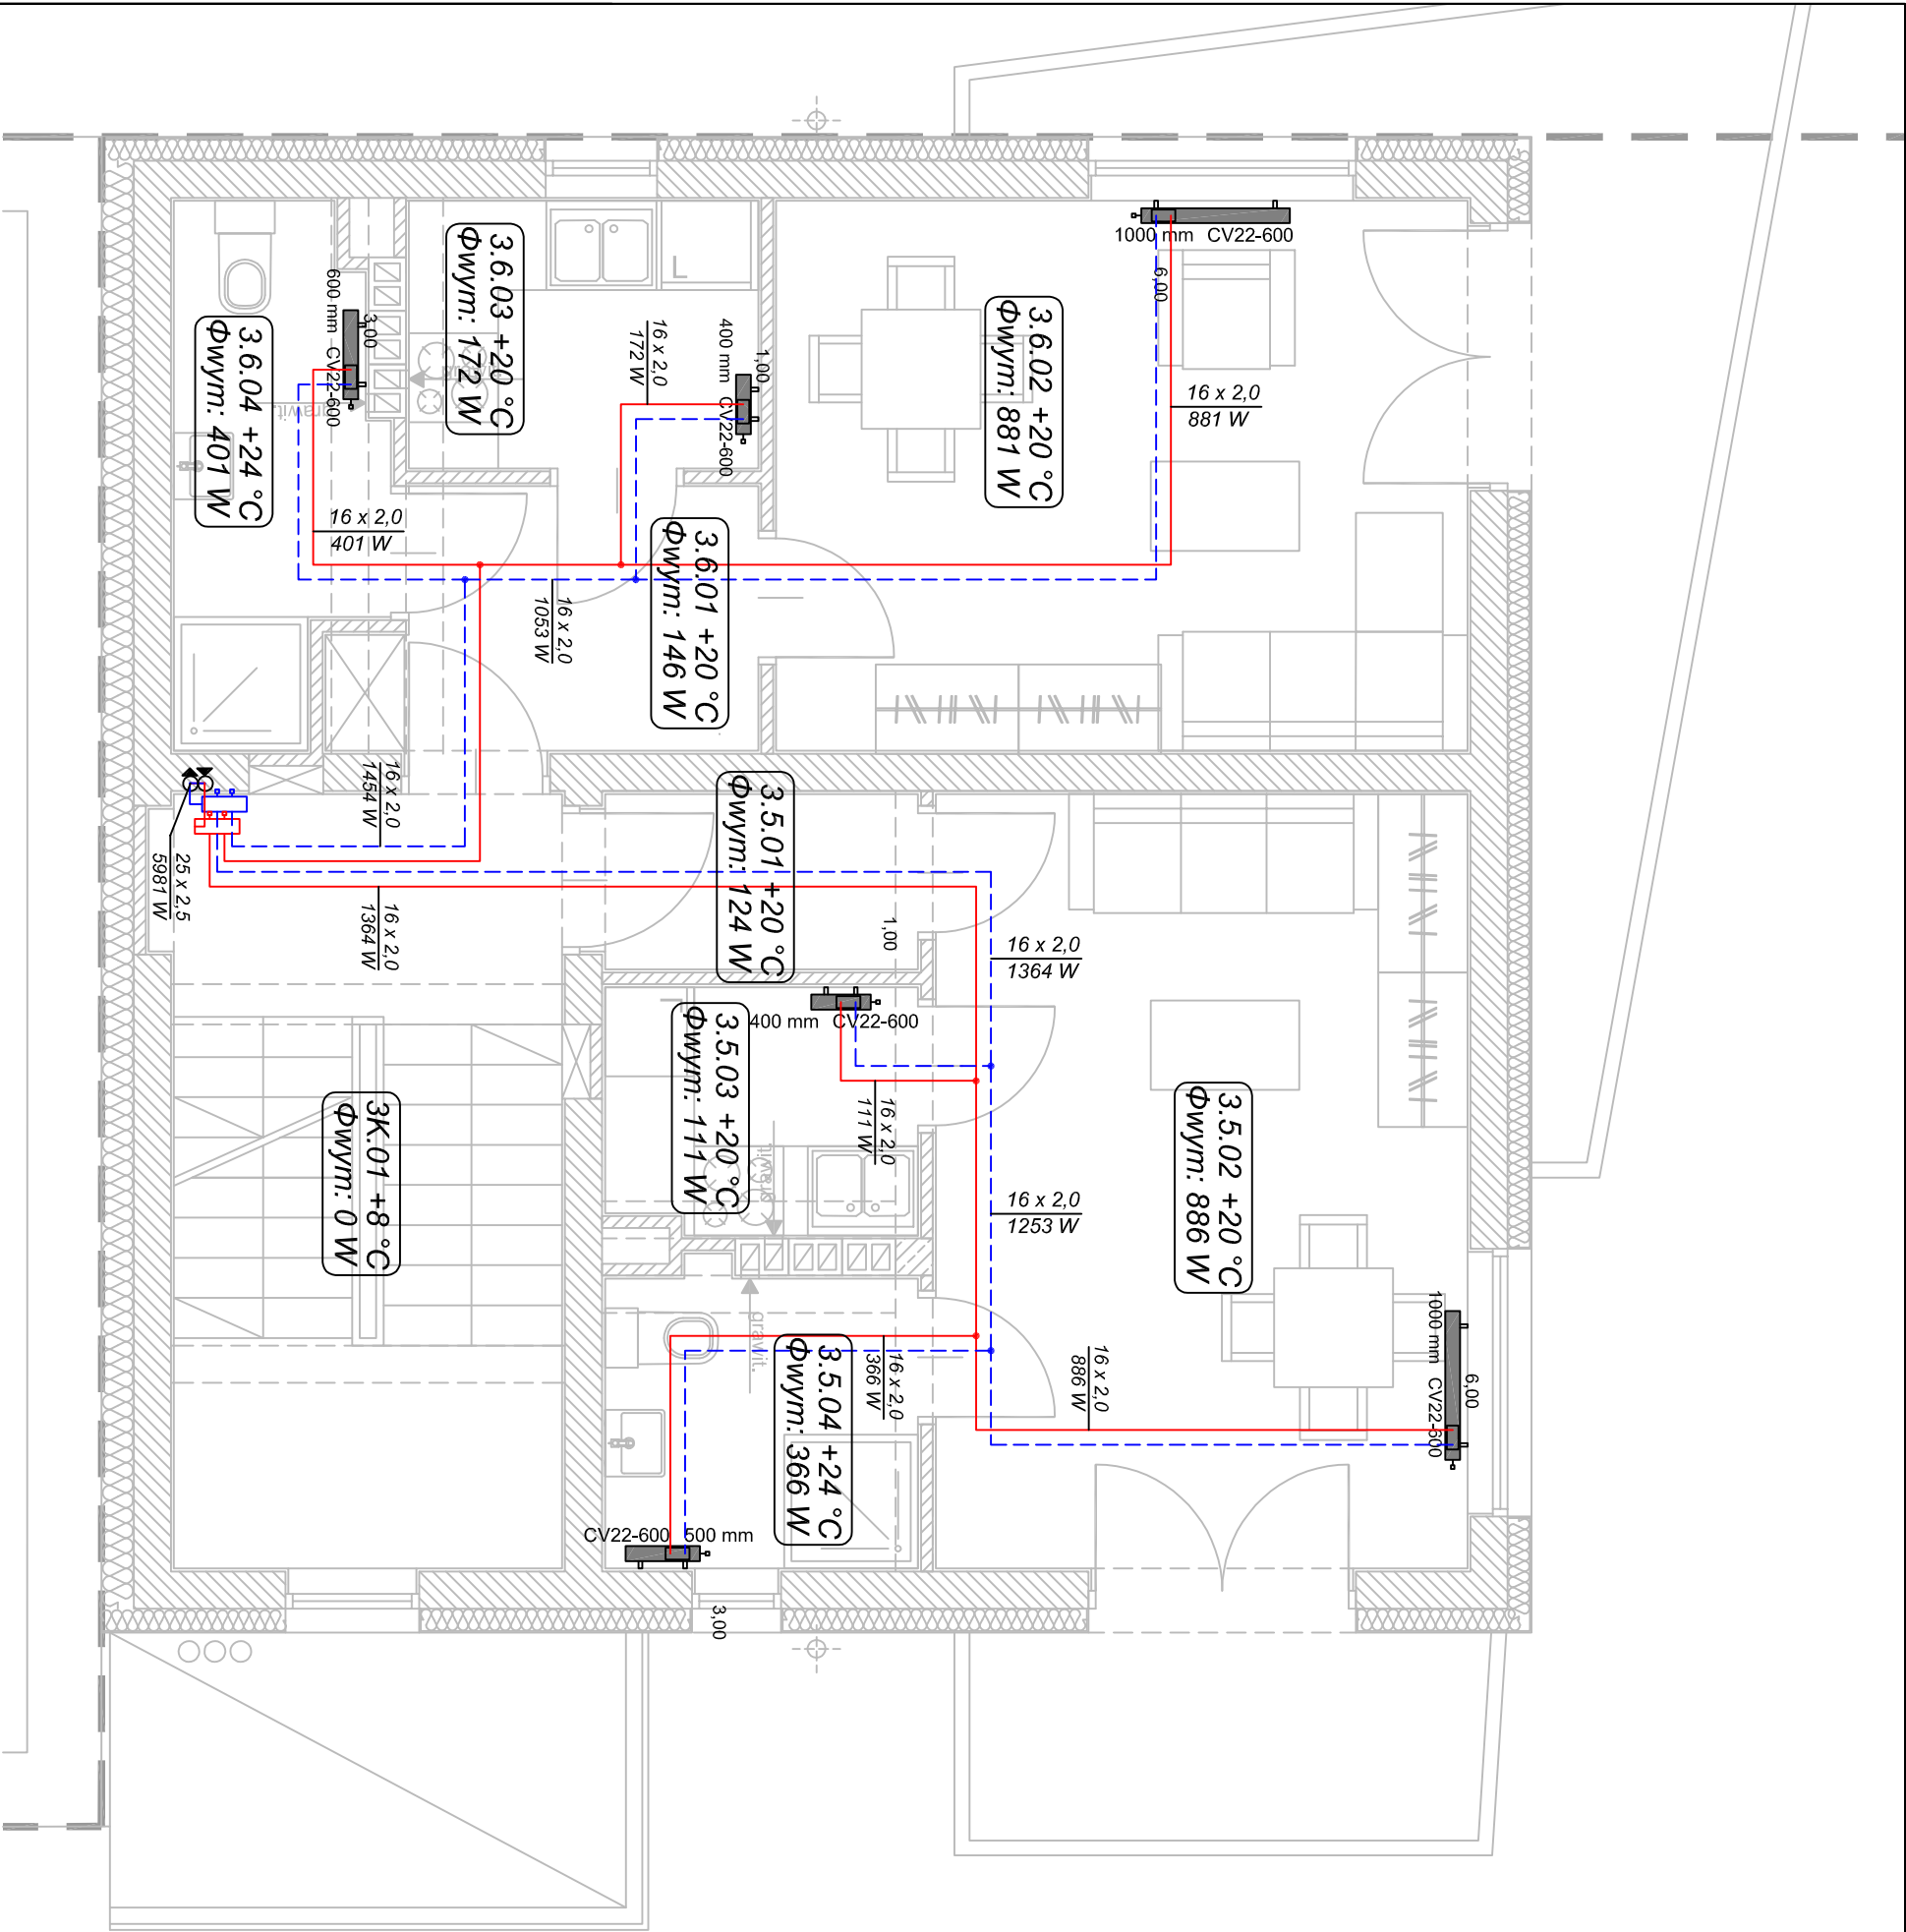 1000 mm CV22-600
6,00
16 x 2,0
881 W
3.6.02 +20 °C
Φwym: 881 W
3.6.03 +20 °C
Φwym: 172 W
L
400 mm CV22-600
1,00
16 x 2,0
172 W
600 mm CV22-600
3,00
3.6.04 +24 °C
Φwym: 401 W
grawit.
16 x 2,0
401 W
3.6.01 +20 °C
Φwym: 146 W
16 x 2,0
1053 W
16 x 2,0
1454 W
25 x 2,5
5981 W
16 x 2,0
1364 W
3.5.01 +20 °C
Φwym: 124 W
1,00
16 x 2,0
1364 W
400 mm CV22-600
3.5.03 +20 °C
Φwym: 111 W
16 x 2,0
111 W
grawit.
3K.01 +8 °C
Φwym: 0 W
3.5.02 +20 °C
Φwym: 886 W
16 x 2,0
1253 W
1000 mm CV22-600
6,00
16 x 2,0
886 W
grawit.
16 x 2,0
366 W
3.5.04 +24 °C
Φwym: 366 W
CV22-600 500 mm
3,00